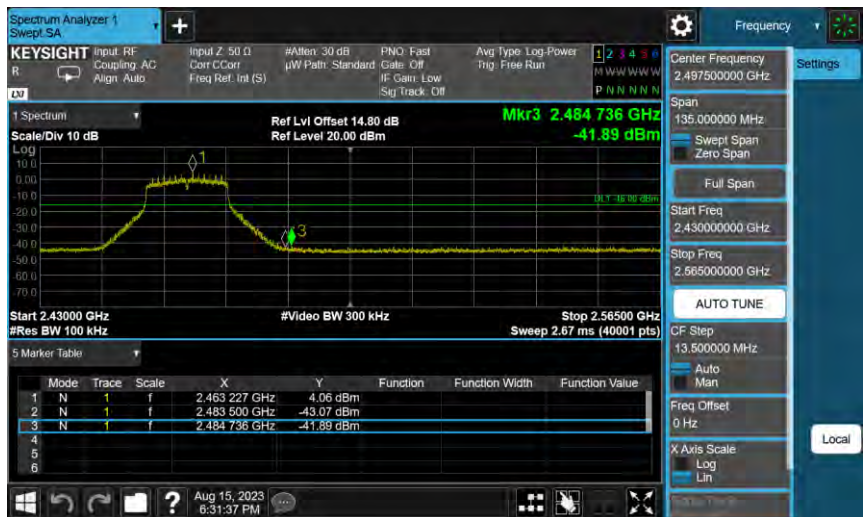 Spectrum Analyzer 1
Swept SA
Frequency
KEYSIGHT
R
LXI
Input: RF
Coupling: AC
Align: Auto
Input Z: 50 Ω
Corr CCorr
Freq Ref: Int (S)
#Atten: 30 dB
µW Path: Standard
PNO: Fast
Gate: Off
IF Gain: Low
Sig Track: Off
Avg Type: Log-Power
Trig: Free Run
1 2 3 4 5 6
M W W W W W
P N N N N N
1 Spectrum
Scale/Div 10 dB
Ref Lvl Offset 14.80 dB
Ref Level 20.00 dBm
Mkr3 2.484 736 GHz
-41.89 dBm
Log
10.0
0.00
-10.0
-20.0
-30.0
-40.0
-50.0
-60.0
-70.0
1
3
Start 2.43000 GHz
#Res BW 100 kHz
#Video BW 300 kHz
Stop 2.56500 GHz
Sweep 2.67 ms (40001 pts)
5 Marker Table
Mode Trace Scale X Y Function Function Width Function Value
1 N 1 f 2.463 227 GHz 4.06 dBm
2 N 1 f 2.483 500 GHz -43.07 dBm
3 N 1 f 2.484 736 GHz -41.89 dBm
4
5
6
Aug 15, 2023
6:31:37 PM
Center Frequency
2.497500000 GHz
Settings
Span
135.000000 MHz
Swept Span
Zero Span
Full Span
Start Freq
2.430000000 GHz
Stop Freq
2.565000000 GHz
AUTO TUNE
CF Step
13.500000 MHz
Auto
Man
Freq Offset
0 Hz
X Axis Scale
Log
Lin
Local